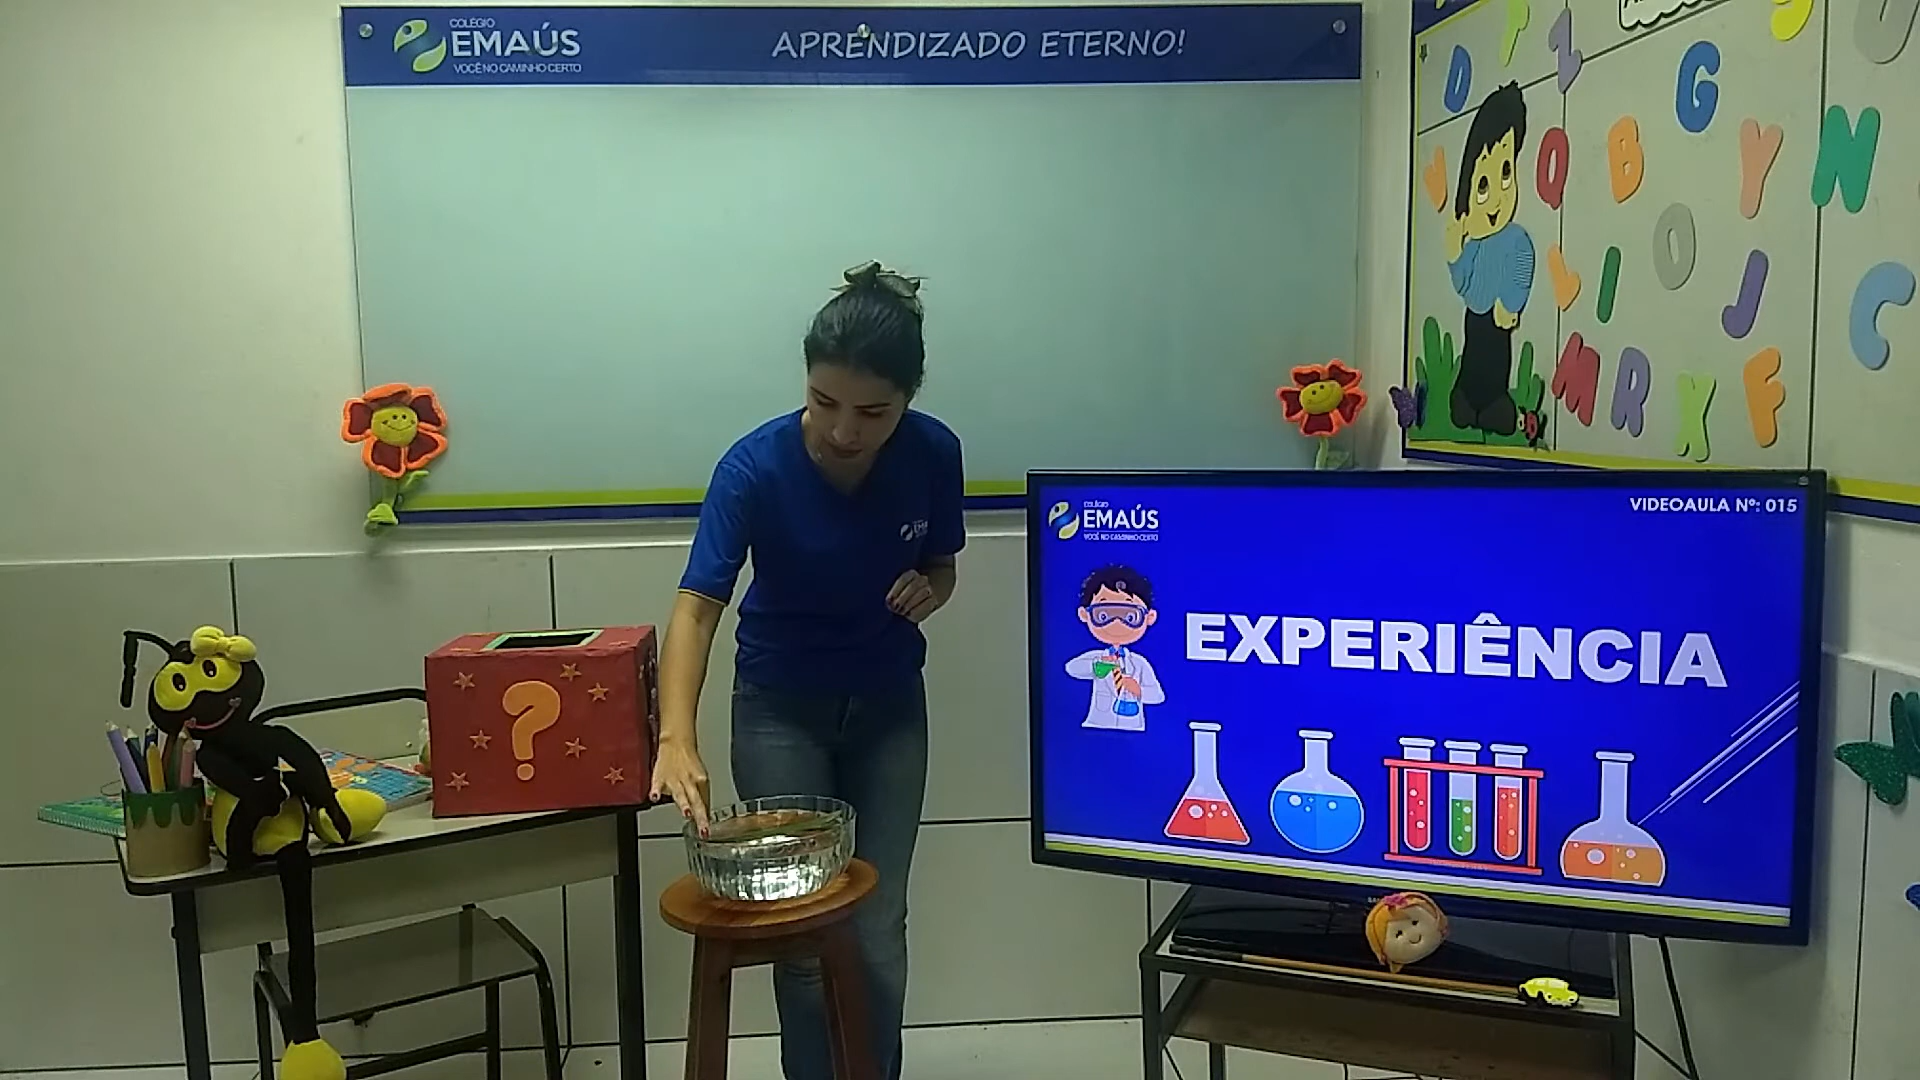 COLÉGIO
EMAÚS
VOCÊ NO CAMINHO CERTO
APRENDIZADO ETERNO!
D
G
Q
B
Y
N
O
L
I
J
C
M
R
X
F
?
COLÉGIO
EMAÚS
VOCÊ NO CAMINHO CERTO
VIDEOAULA Nº: 015
EXPERIÊNCIA